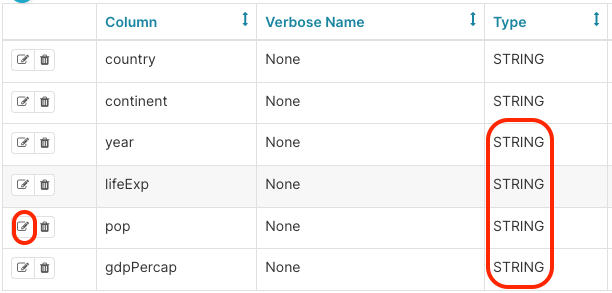 Column Verbose Name Type
country None STRING
continent None STRING
year None STRING
lifeExp None STRING
pop None STRING
gdpPercap None STRING